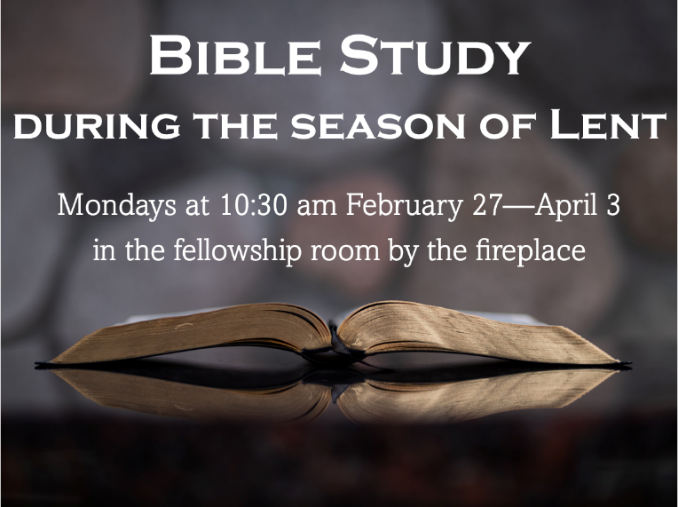 Bible Study
during the season of Lent
Mondays at 10:30 am February 27—April 3
in the fellowship room by the fireplace